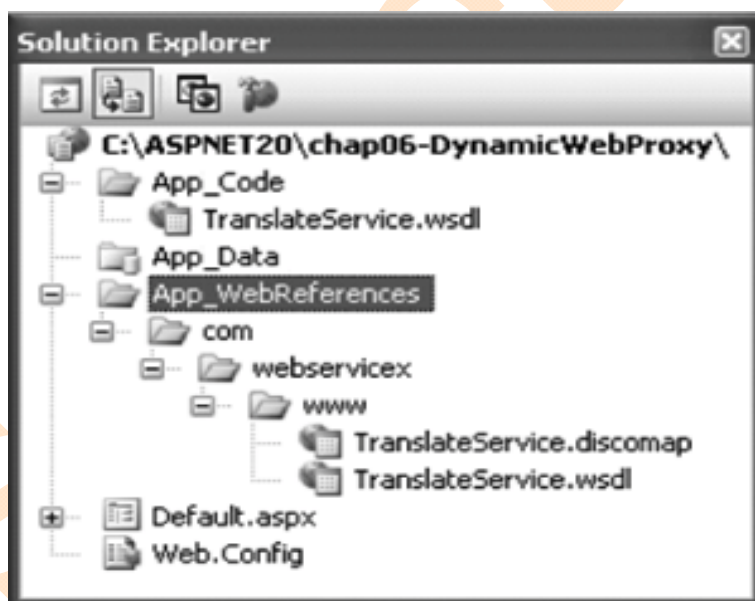 Solution Explorer
C:\ASPNET20\chap06-DynamicWebProxy\
App_Code
TranslateService.wsdl
App_Data
App_WebReferences
com
webservicex
www
TranslateService.discomap
TranslateService.wsdl
Default.aspx
Web.Config